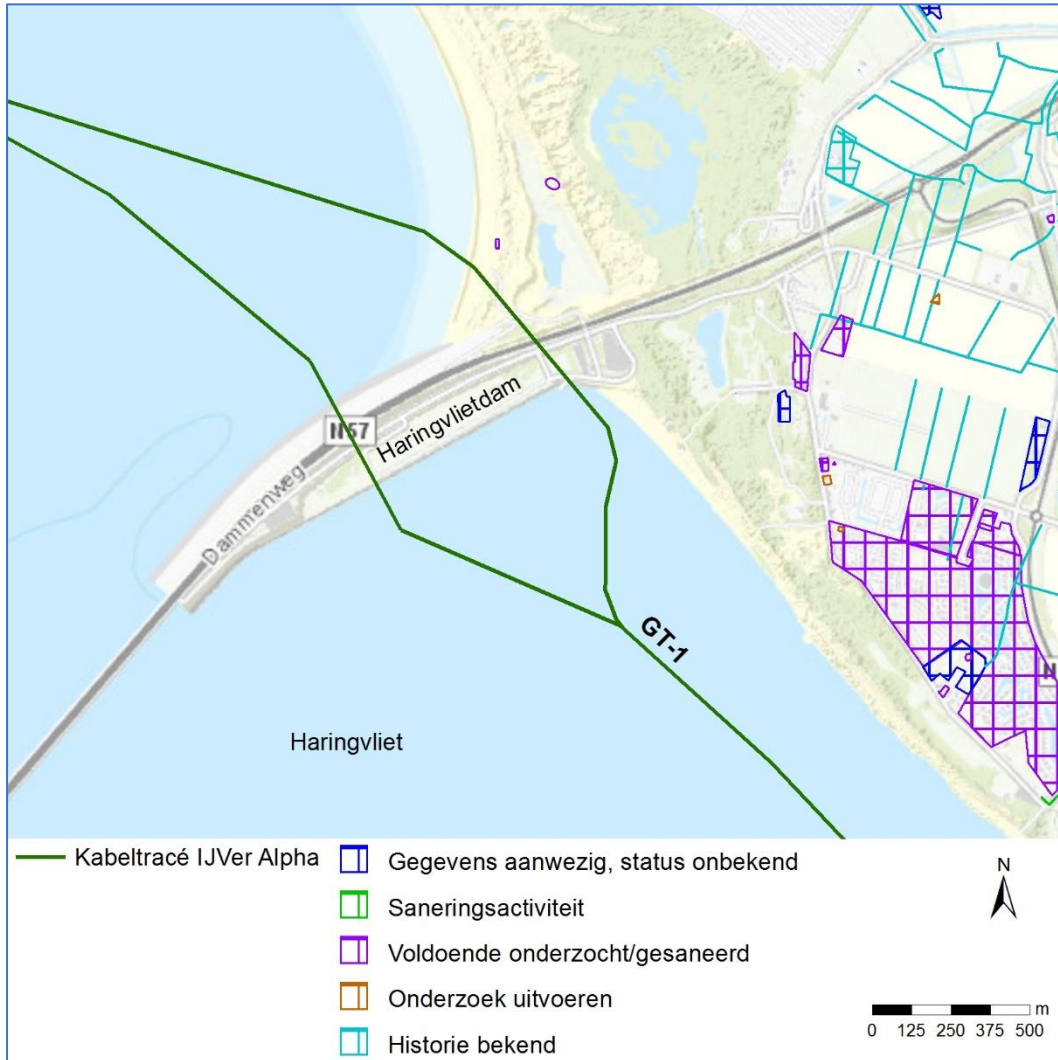 N57
Haringvlietdam
Dammenweg
GT-1
N
Haringvliet
Kabeltracé IJVer Alpha
Gegevens aanwezig, status onbekend
Saneringsactiviteit
Voldoende onderzocht/gesaneerd
Onderzoek uitvoeren
Historie bekend
N
m
0 125 250 375 500